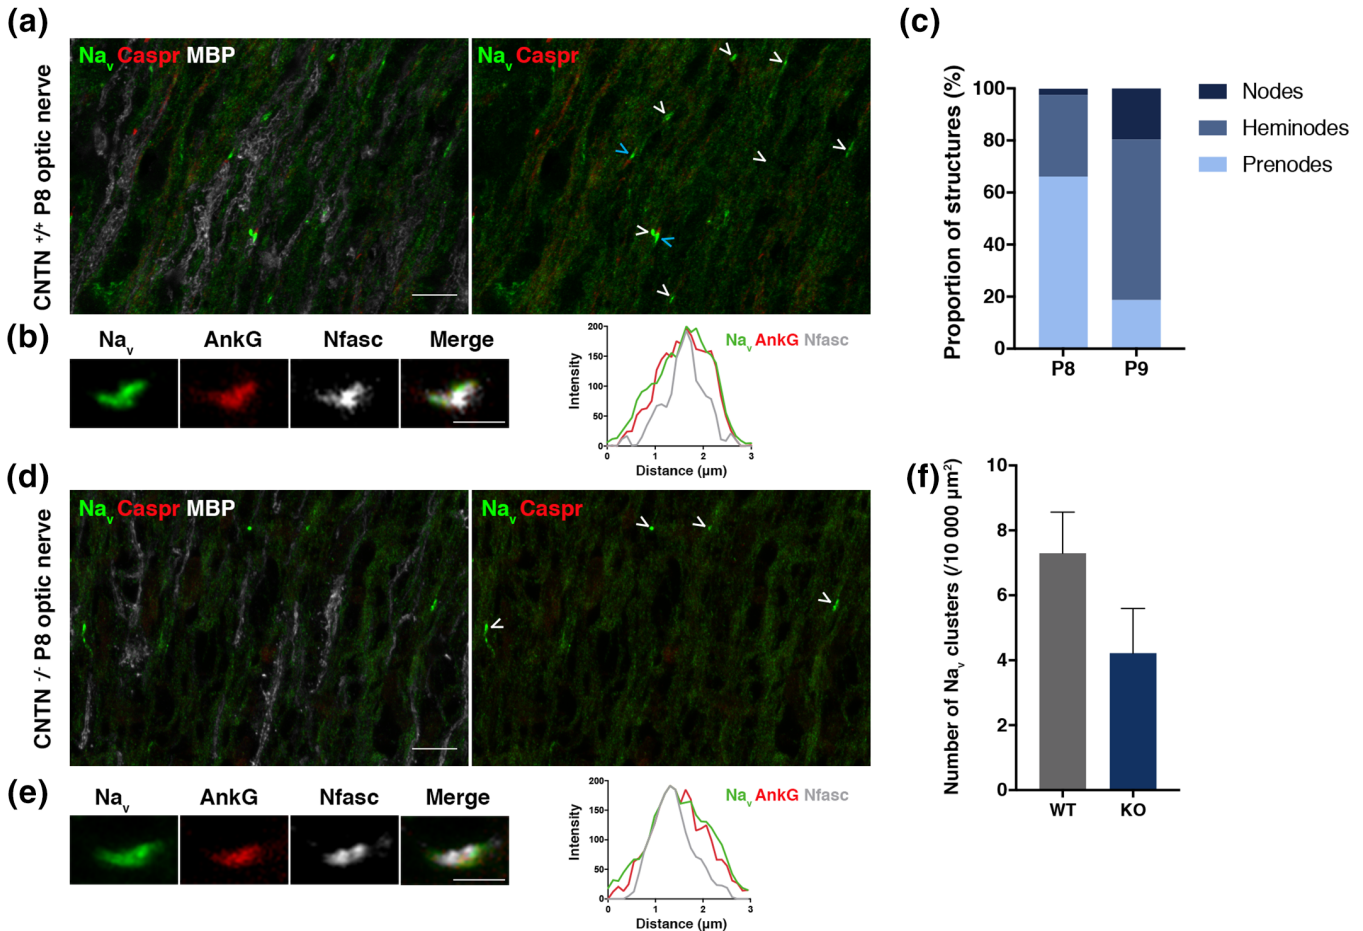 (a)
Nav Caspr MBP
Nav Caspr
CNTN +/+ P8 optic nerve
(b)
Nav
AnkG
Nfasc
Merge
Nav AnkG Nfasc
Intensity
200
150
100
50
0
0 1 2 3
Distance (µm)
(c)
Proportion of structures (%)
100
80
60
40
20
0
P8 P9
Nodes
Heminodes
Prenodes
(d)
Nav Caspr MBP
Nav Caspr
CNTN -/- P8 optic nerve
(e)
Nav
AnkG
Nfasc
Merge
Nav AnkG Nfasc
Intensity
200
150
100
50
0
0 1 2 3
Distance (µm)
(f)
Number of Nav clusters (/10 000 µm²)
10
8
6
4
2
0
WT KO